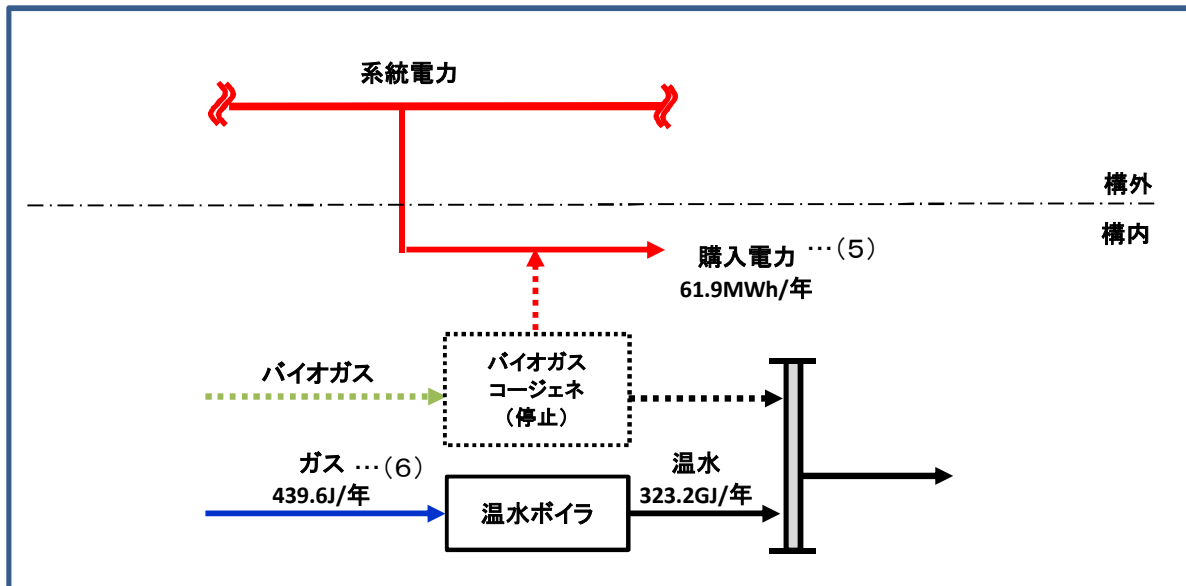 系統電力
構外
構内
購入電力 …(5)
61.9MWh/年
バイオガス
コージェネ
(停止)
バイオガス
ガス …(6)
439.6J/年
温水
323.2GJ/年
温水ボイラ